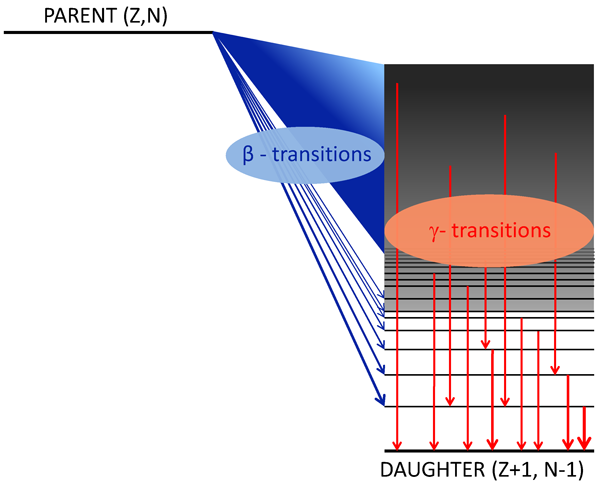 PARENT (Z,N)
β - transitions
γ- transitions
DAUGHTER (Z+1, N-1)